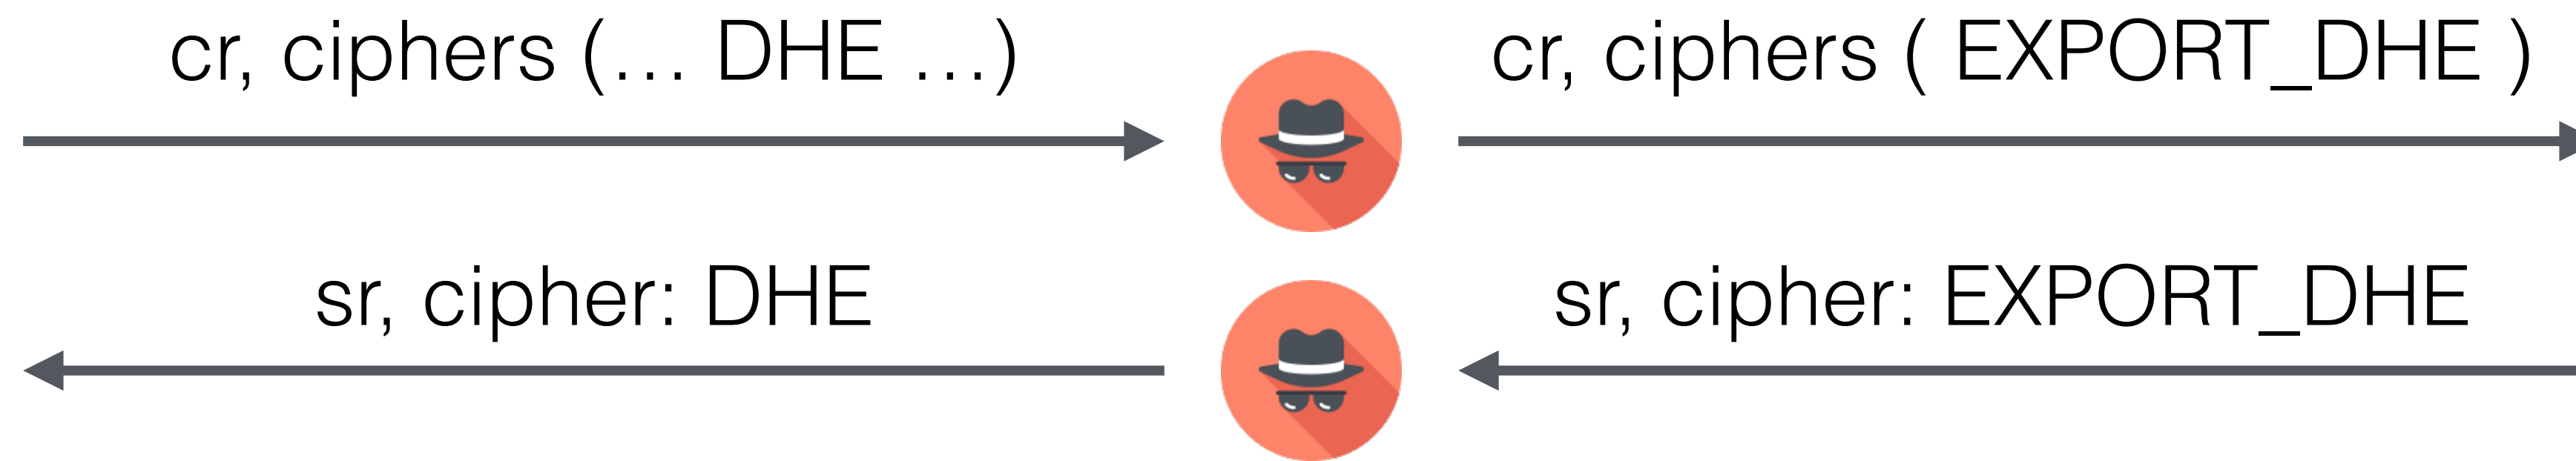 cr, ciphers (… DHE …)
cr, ciphers ( EXPORT_DHE )
sr, cipher: DHE
sr, cipher: EXPORT_DHE